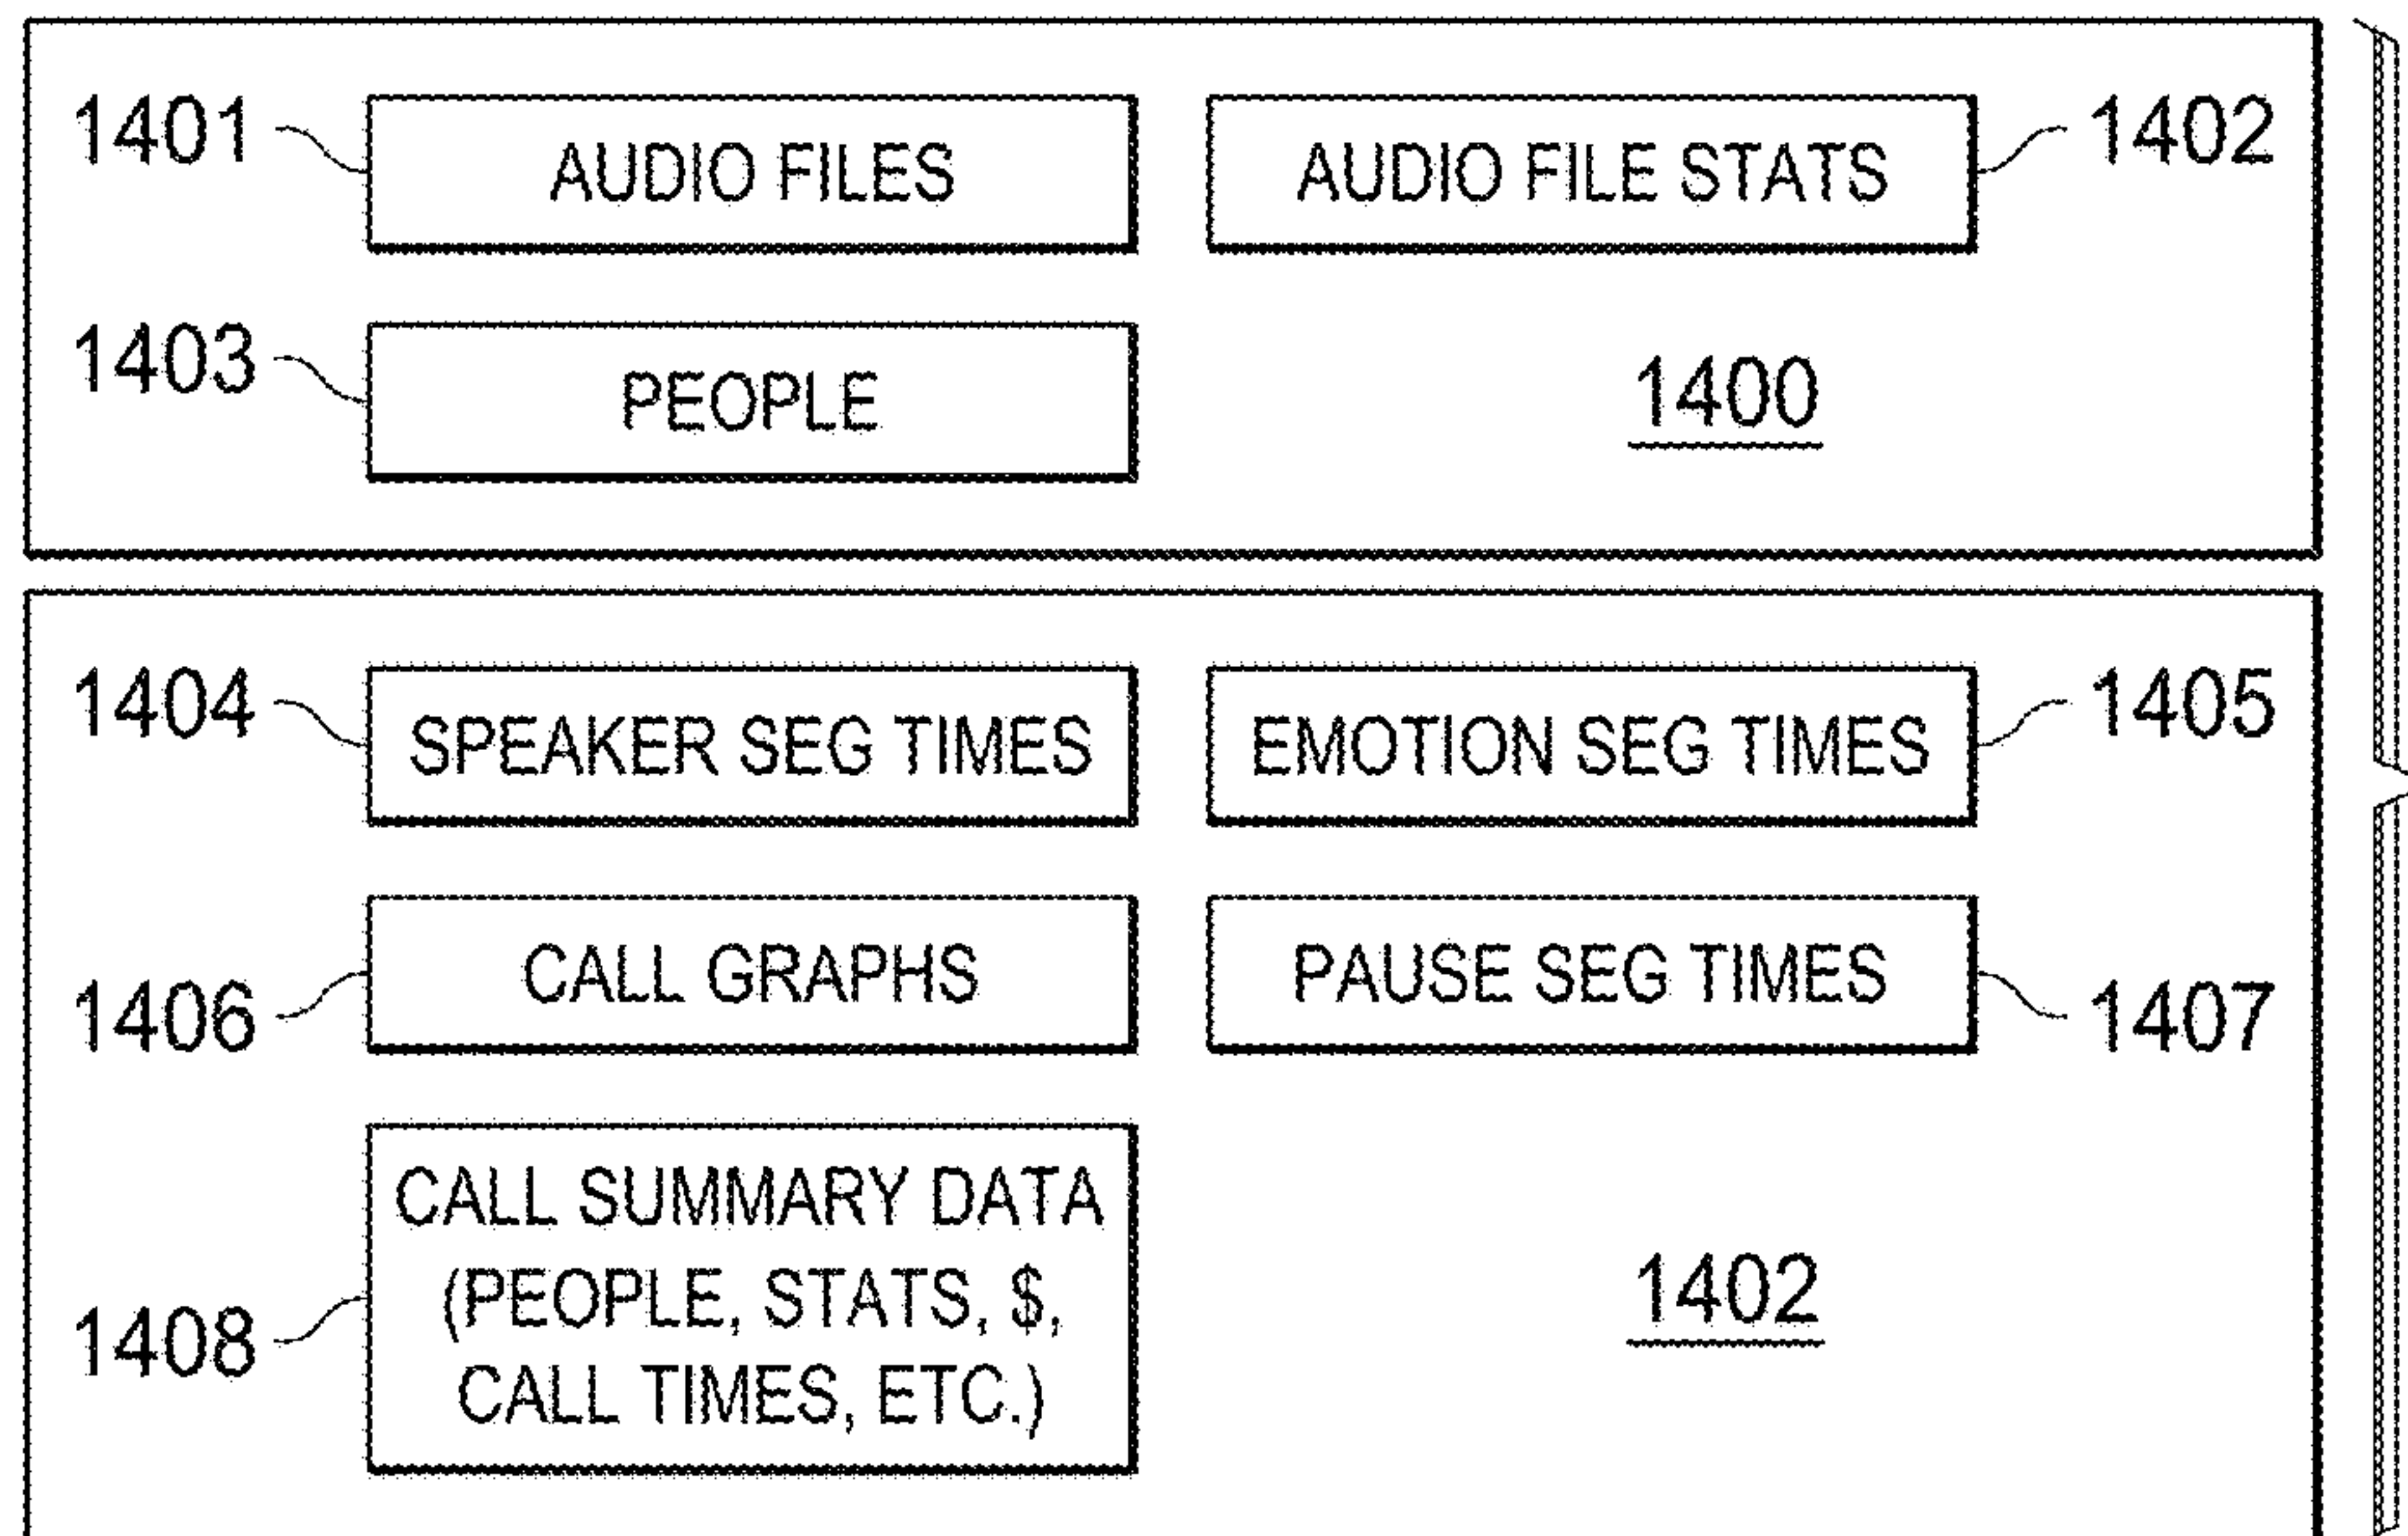 1401 AUDIO FILES AUDIO FILE STATS 1402
1403 PEOPLE 1400
1404 SPEAKER SEG TIMES EMOTION SEG TIMES 1405
1406 CALL GRAPHS PAUSE SEG TIMES 1407
CALL SUMMARY DATA
1408 (PEOPLE, STATS, $, 1402
CALL TIMES, ETC.)